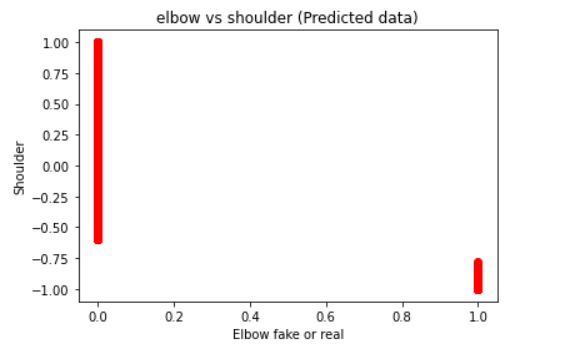 elbow vs shoulder (Predicted data)
1.00
0.75
0.50
0.25
0.00
−0.25
−0.50
−0.75
−1.00
Shoulder
0.0 0.2 0.4 0.6 0.8 1.0
Elbow fake or real